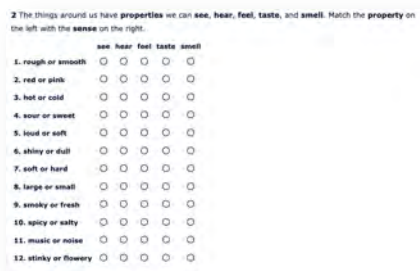 2 The things around us have properties we can see, hear, feel, taste, and smell. Match the property on
the left with the sense on the right.
see hear feel taste smell
1. rough or smooth
2. red or pink
3. hot or cold
4. sour or sweet
5. loud or soft
6. shiny or dull
7. soft or hard
8. large or small
9. smoky or fresh
10. spicy or salty
11. music or noise
12. stinky or flowery